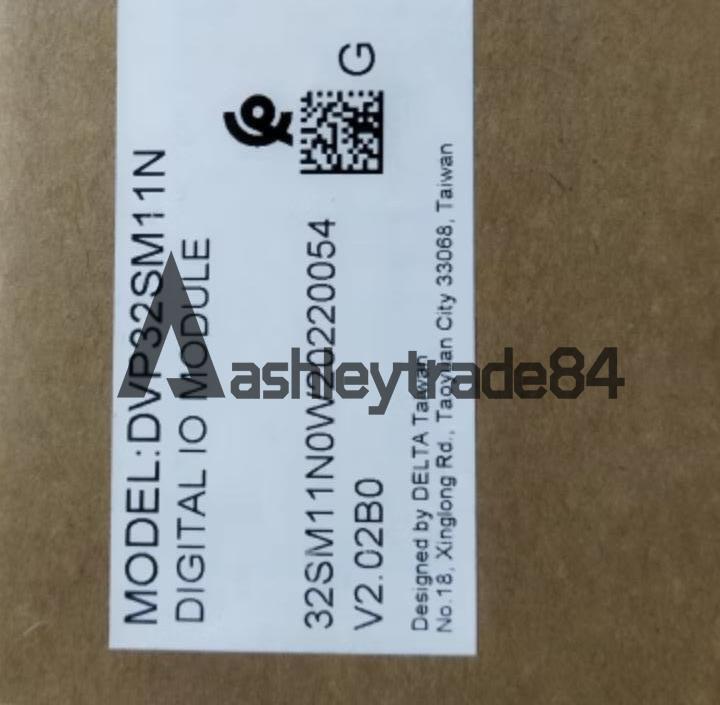 MODEL:DVP32SM11N
DIGITAL IO MODULE
G
32SM11N0W20220054
V2.02B0
Designed by DELTA Taiwan
No.18, Xinglong Rd., Taoyuan City 33068, Taiwan
ashleytrade84